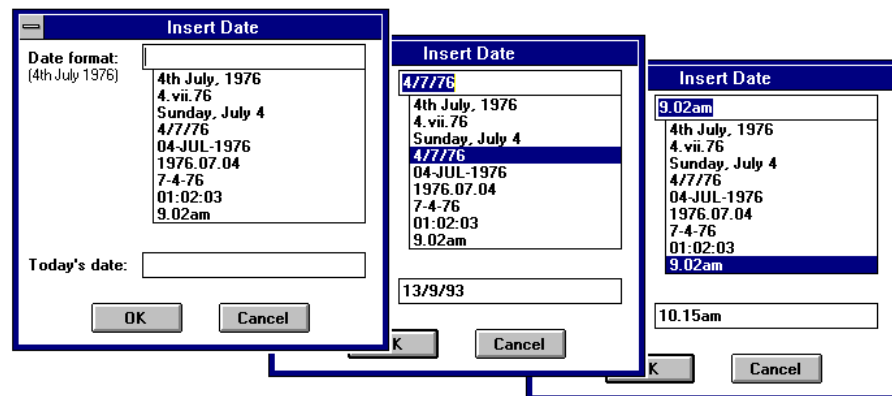 Insert Date
Date format:
(4th July 1976)
4th July, 1976
4.vii.76
Sunday, July 4
4/7/76
04-JUL-1976
1976.07.04
7-4-76
01:02:03
9.02am
Today's date:
OK
Cancel
Insert Date
4/7/76
4th July, 1976
4.vii.76
Sunday, July 4
4/7/76
04-JUL-1976
1976.07.04
7-4-76
01:02:03
9.02am
13/9/93
K
Cancel
Insert Date
9.02am
4th July, 1976
4.vii.76
Sunday, July 4
4/7/76
04-JUL-1976
1976.07.04
7-4-76
01:02:03
9.02am
10.15am
K
Cancel